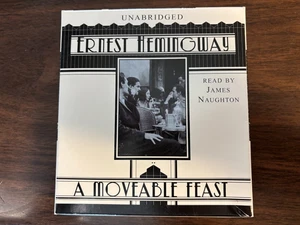 UNABRIDGED
ERNEST HEMINGWAY
READ BY
JAMES
NAUGHTON
A MOVEABLE FEAST